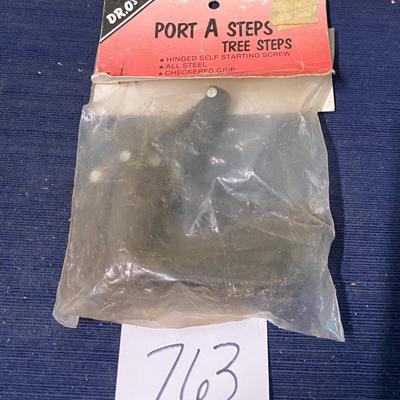 PORT A STEPS
TREE STEPS
★ HINGED SELF STARTING SCREW
★ ALL STEEL
★ CHECKERED GRIP
763